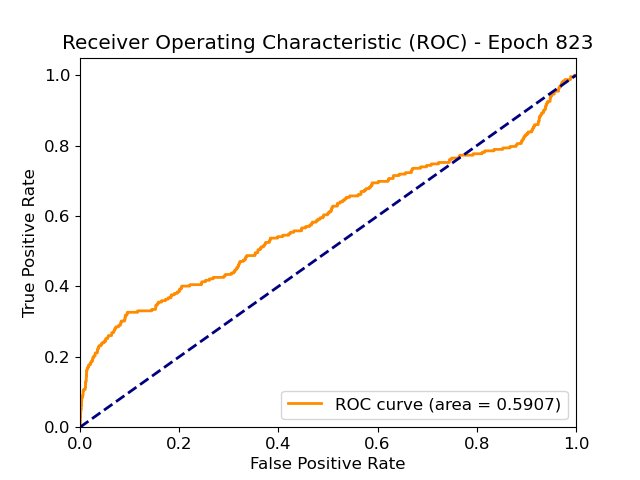 Receiver Operating Characteristic (ROC) - Epoch 823
1.0
0.8
0.6
0.4
0.2
0.0
True Positive Rate
ROC curve (area = 0.5907)
0.0 0.2 0.4 0.6 0.8 1.0
False Positive Rate